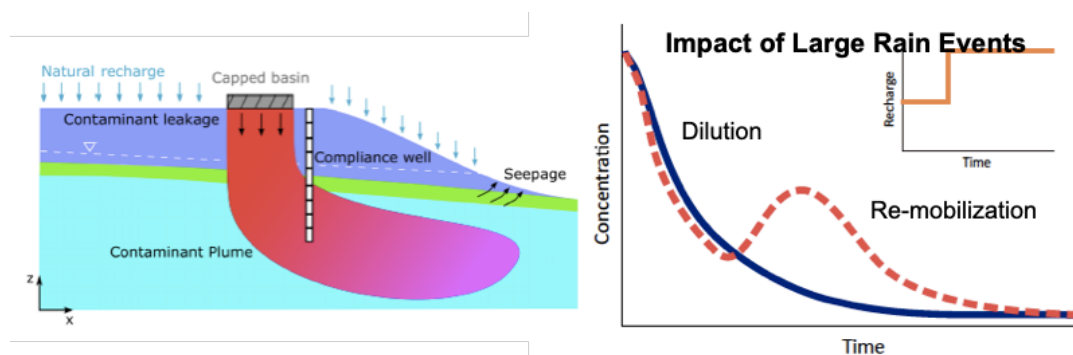 Natural recharge
Capped basin
Contaminant leakage
Compliance well
Seepage
Contaminant Plume
z
x
Impact of Large Rain Events
Recharge
Time
Dilution
Re-mobilization
Concentration
Time